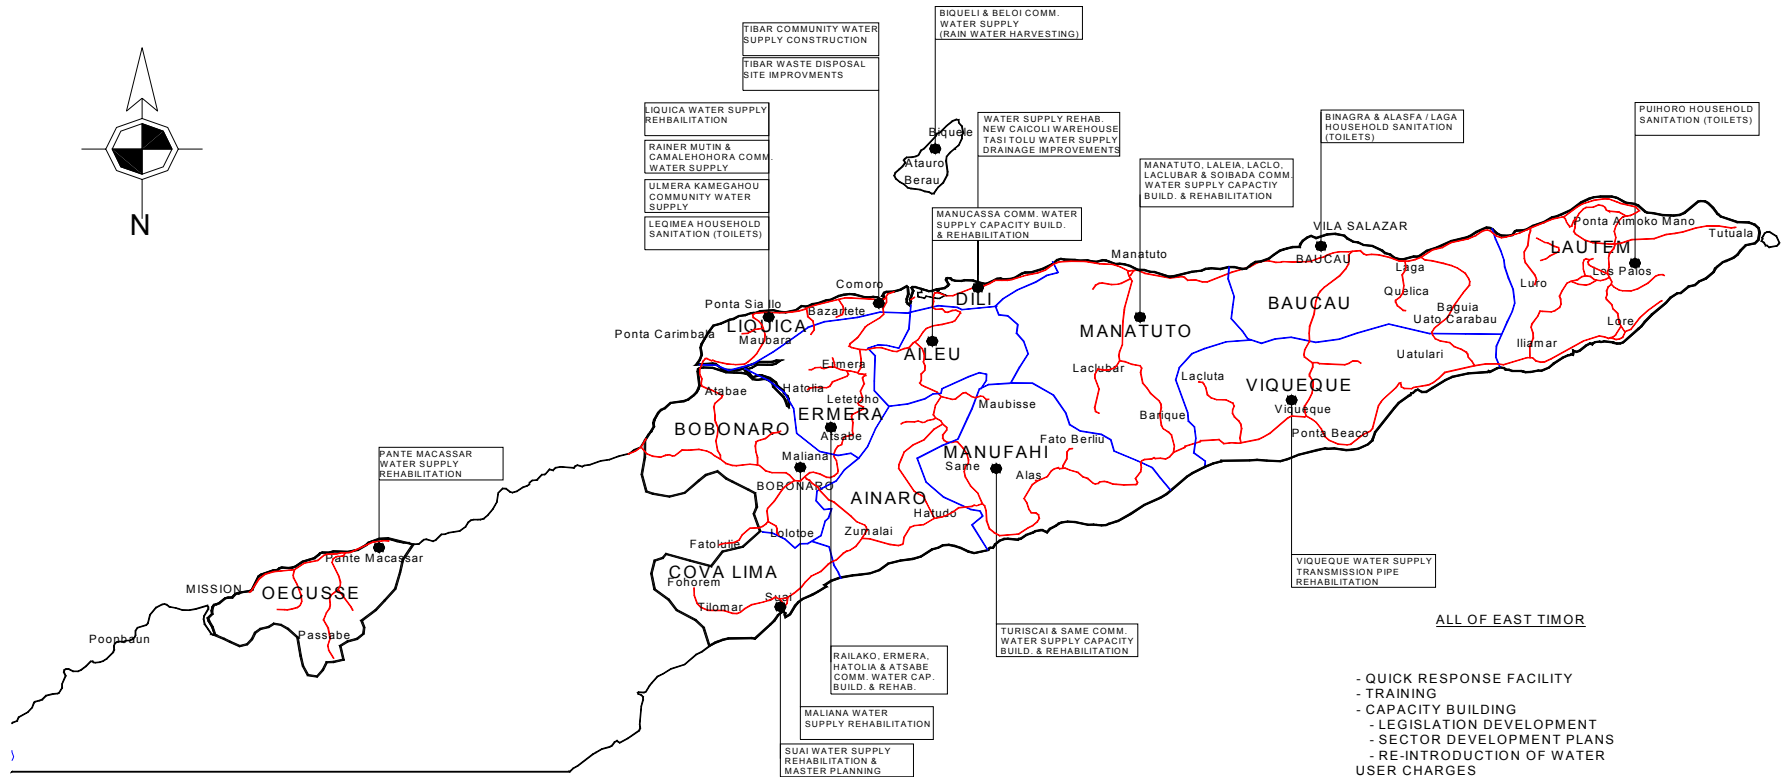 BIQUELI & BELOI COMM.
WATER SUPPLY
(RAIN WATER HARVESTING)
TIBAR COMMUNITY WATER
SUPPLY CONSTRUCTION
TIBAR WASTE DISPOSAL
SITE IMPROVMENTS
LIQUICA WATER SUPPLY
REHBAILITATION
RAINER MUTIN &
CAMALEHOHORA COMM.
WATER SUPPLY
ULMERA KAMEGAHOU
COMMUNITY WATER
SUPPLY
LEQIMEA HOUSEHOLD
SANITATION (TOILETS)
WATER SUPPLY REHAB.
NEW CAICOLI WAREHOUSE
TASI TOLU WATER SUPPLY
DRAINAGE IMPROVEMENTS
MANUCASSA COMM. WATER
SUPPLY CAPACITY BUILD.
& REHABILITATION
MANATUTO, LALEIA, LACLO,
LACLUBAR & SOIBADA COMM.
WATER SUPPLY CAPACTIY
BUILD. & REHABILITATION
BINAGRA & ALASFA / LAGA
HOUSEHOLD SANITATION
(TOILETS)
PUIHORO HOUSEHOLD
SANITATION (TOILETS)
N
Biquele
Atauro
Berau
VILA SALAZAR
BAUCAU
Ponta Aimoko Mano
Tutuala
LAUTEM
Los Palos
Luro
Lore
Iliamar
Manatuto
Laga
Quelica
BAUCAU
Baguia
Uato Carabau
Uatulari
Comoro
Ponta Sia Ilo
Bazartete
DILI
LIQUICA
Ponta Carimbala
Maubara
AILEU
MANATUTO
Ermera
Laclubar
Lacluta
VIQUEQUE
Viqueque
Ponta Beaco
Barique
Atabae
Hatolia
Letetoho
ERMERA
Atsabe
Maubisse
BOBONARO
Fato Berliu
MANUFAHI
Same
Alas
Maliana
BOBONARO
AINARO
Hatudo
Zumalai
Lolotoe
Fatolulie
COVA LIMA
Fohorem
Tilomar
Suai
PANTE MACASSAR
WATER SUPPLY
REHABILITATION
Pante Macassar
MISSION
OECUSSE
Passabe
Poopbaun
VIQUEQUE WATER SUPPLY
TRANSMISSION PIPE
REHABILITATION
TURISCAI & SAME COMM.
WATER SUPPLY CAPACITY
BUILD. & REHABILITATION
RAILAKO, ERMERA,
HATOLIA & ATSABE
COMM. WATER CAP.
BUILD. & REHAB.
MALIANA WATER
SUPPLY REHABILITATION
SUAI WATER SUPPLY
REHABILITATION &
MASTER PLANNING
ALL OF EAST TIMOR
- QUICK RESPONSE FACILITY
- TRAINING
- CAPACITY BUILDING
- LEGISLATION DEVELOPMENT
- SECTOR DEVELOPMENT PLANS
- RE-INTRODUCTION OF WATER
USER CHARGES